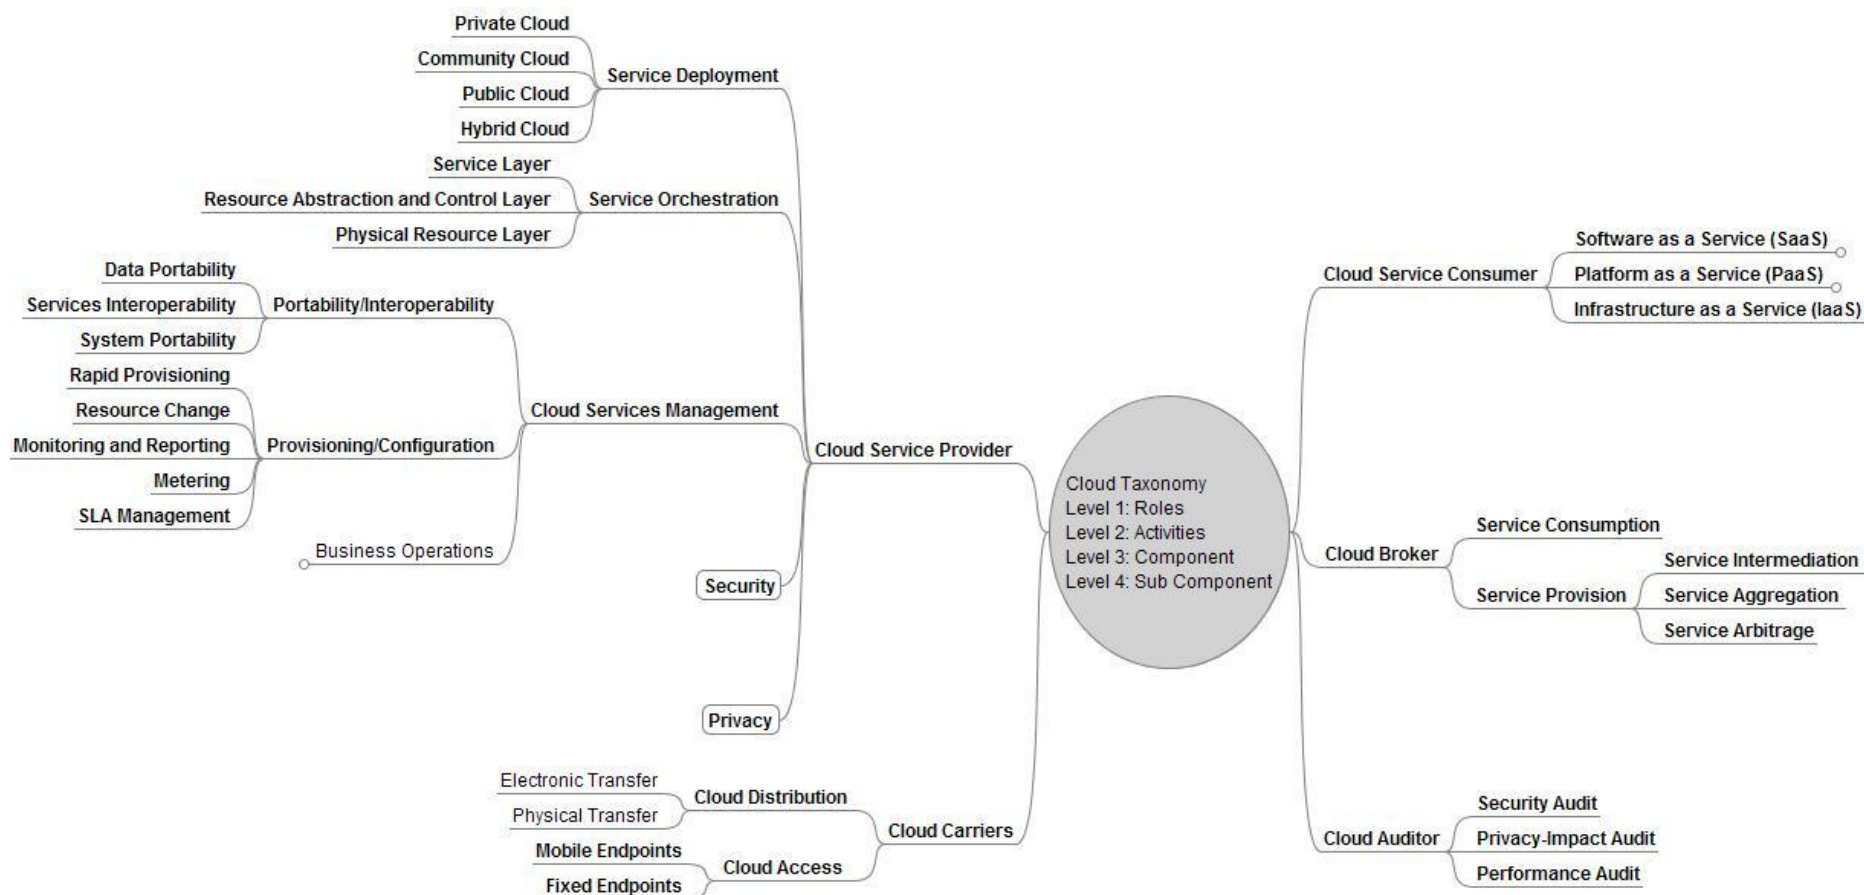 Private Cloud
Community Cloud
Public Cloud
Hybrid Cloud
Service Deployment
Service Layer
Resource Abstraction and Control Layer
Physical Resource Layer
Service Orchestration
Data Portability
Services Interoperability
System Portability
Portability/Interoperability
Rapid Provisioning
Resource Change
Monitoring and Reporting
Metering
SLA Management
Provisioning/Configuration
Business Operations
Cloud Services Management
Security
Privacy
Cloud Service Provider
Electronic Transfer
Physical Transfer
Cloud Distribution
Mobile Endpoints
Fixed Endpoints
Cloud Access
Cloud Carriers
Cloud Taxonomy
Level 1: Roles
Level 2: Activities
Level 3: Component
Level 4: Sub Component
Cloud Service Consumer
Software as a Service (SaaS)
Platform as a Service (PaaS)
Infrastructure as a Service (IaaS)
Cloud Broker
Service Consumption
Service Provision
Service Intermediation
Service Aggregation
Service Arbitrage
Cloud Auditor
Security Audit
Privacy-Impact Audit
Performance Audit